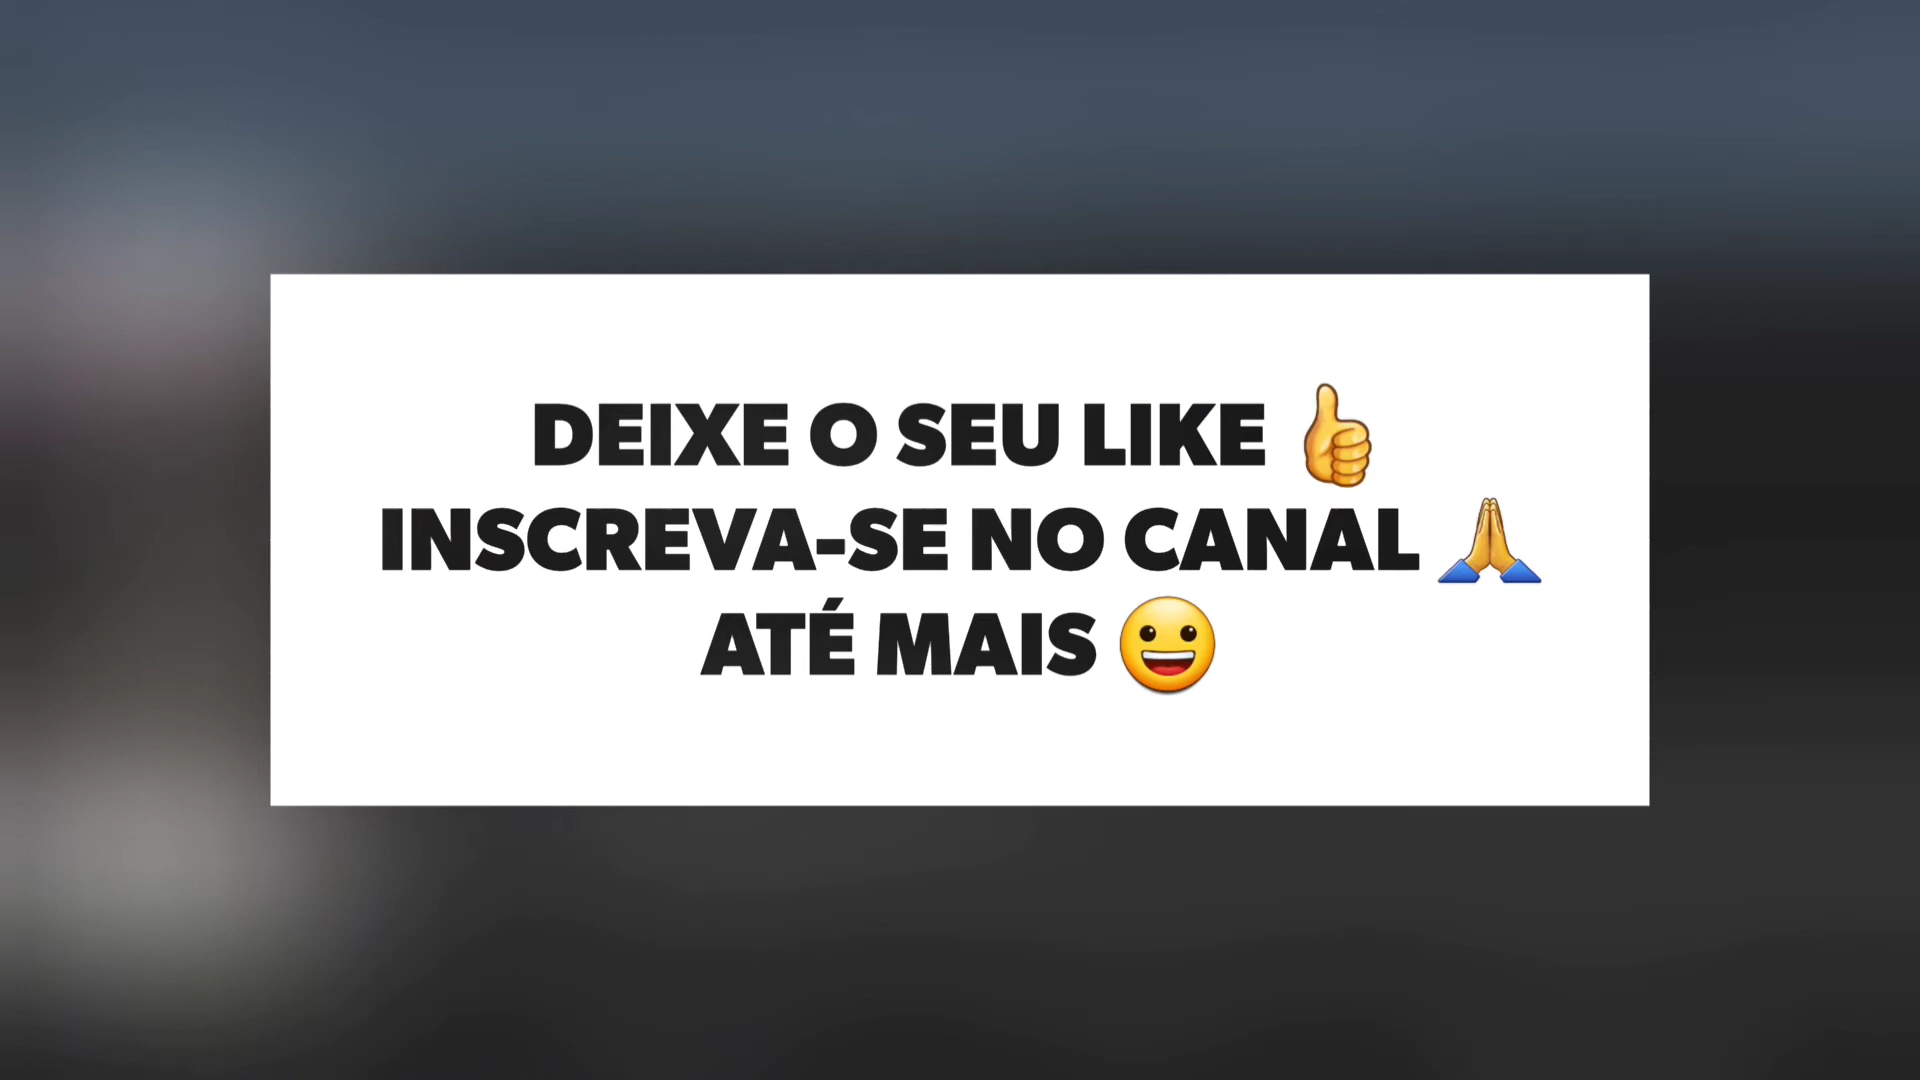 DEIXE O SEU LIKE 👍
INSCREVA-SE NO CANAL 🙏
ATÉ MAIS 😀